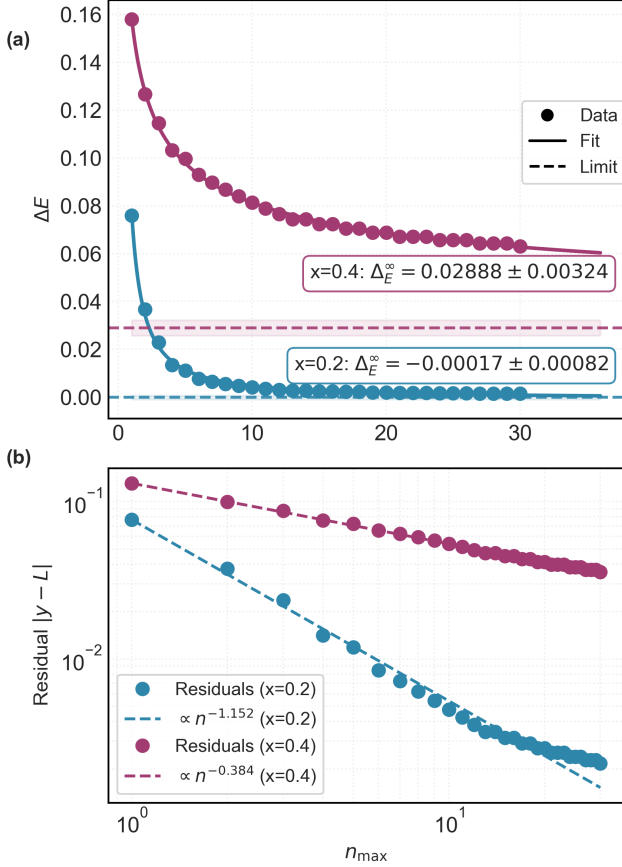 (a)
0.16
0.14
0.12
0.10
0.08
0.06
0.04
0.02
0.00
ΔE
Data
Fit
Limit
x=0.4: Δ_E^∞ = 0.02888 ± 0.00324
x=0.2: Δ_E^∞ = −0.00017 ± 0.00082
0 10 20 30
(b)
10^{-1}
10^{-2}
Residual |y − L|
Residuals (x=0.2)
∝ n^{-1.152} (x=0.2)
Residuals (x=0.4)
∝ n^{-0.384} (x=0.4)
10^0 10^1
n_max